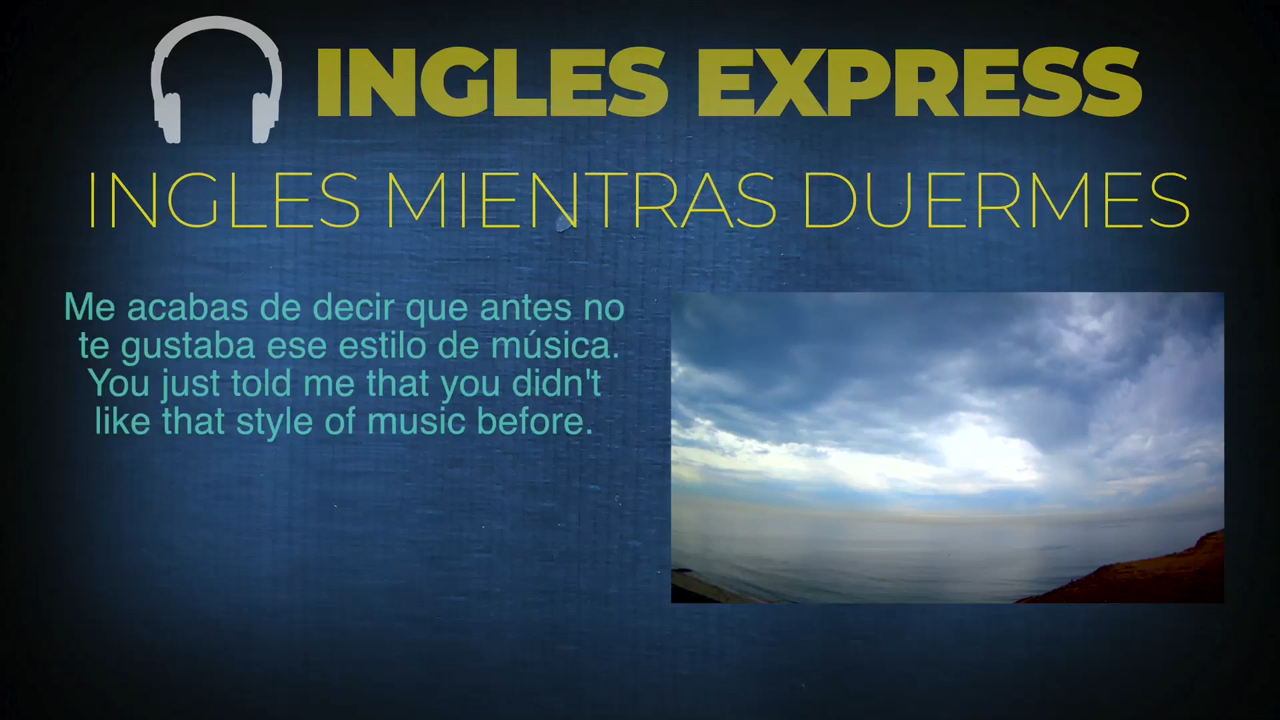 INGLES EXPRESS
INGLES MIENTRAS DUERMES
Me acabas de decir que antes no
te gustaba ese estilo de música.
You just told me that you didn't
like that style of music before.